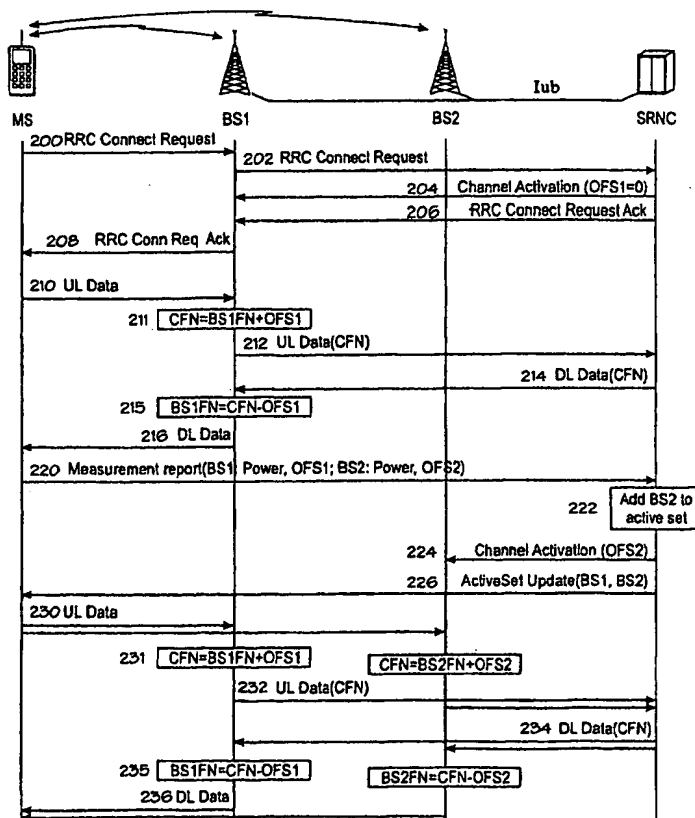 Iub
MS BS1 BS2 SRNC
200 RRC Connect Request
202 RRC Connect Request
204 Channel Activation (OFS1=0)
206 RRC Connect Request Ack
208 RRC Conn Req Ack
210 UL Data
211 CFN=BS1FN+OFS1
212 UL Data(CFN)
214 DL Data(CFN)
215 BS1FN=CFN-OFS1
216 DL Data
220 Measurement report(BS1: Power, OFS1; BS2: Power, OFS2)
222 Add BS2 to
active set
224 Channel Activation (OFS2)
226 ActiveSet Update(BS1, BS2)
230 UL Data
231 CFN=BS1FN+OFS1 CFN=BS2FN+OFS2
232 UL Data(CFN)
234 DL Data(CFN)
235 BS1FN=CFN-OFS1 BS2FN=CFN-OFS2
236 DL Data